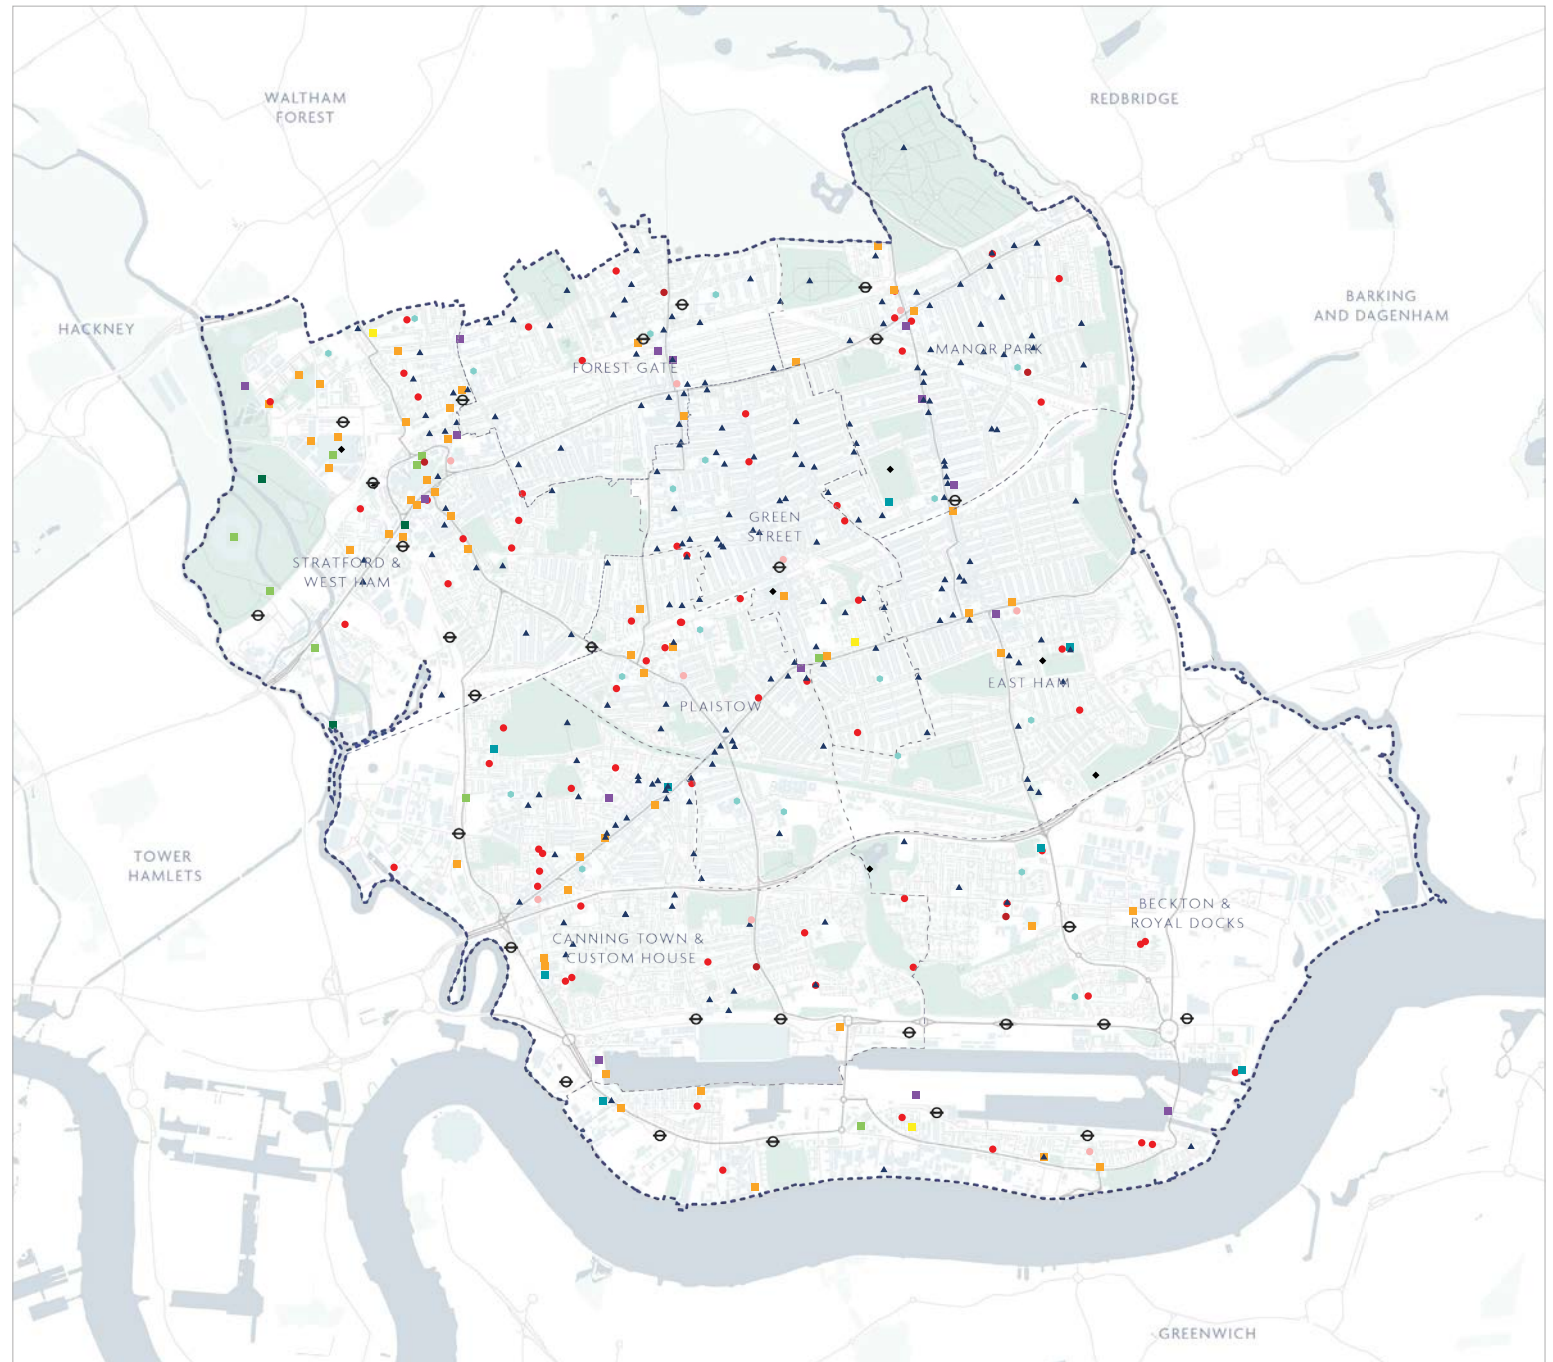 WALTHAM
FOREST
REDBRIDGE
HACKNEY
BARKING
AND DAGENHAM
MANOR PARK
FOREST GATE
GREEN
STREET
STRATFORD &
WEST HAM
EAST HAM
PLAISTOW
TOWER
HAMLETS
BECKTON &
ROYAL DOCKS
CANNING TOWN &
CUSTOM HOUSE
GREENWICH